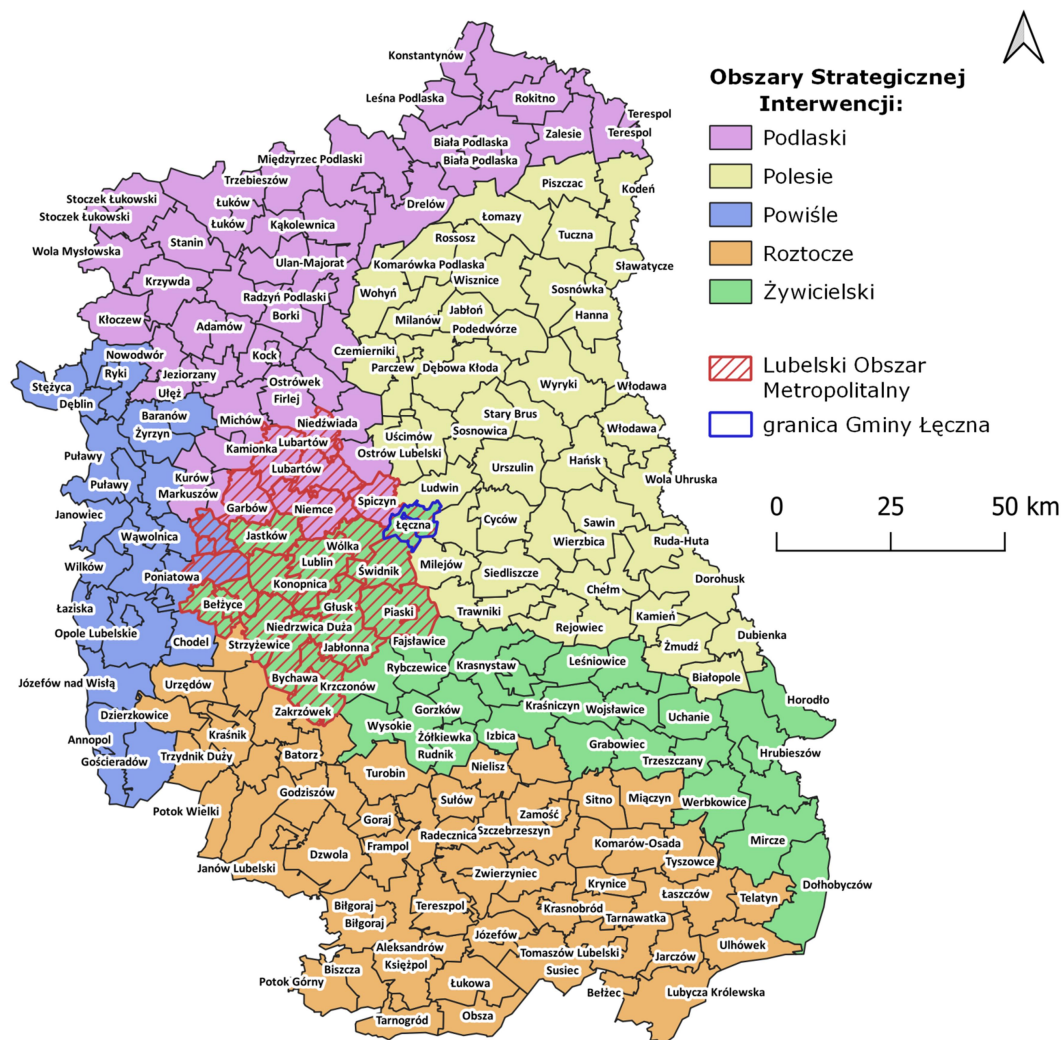 Obszary Strategicznej
Interwencji:
Podlaski
Polesie
Powiśle
Roztocze
Żywicielski
Lubelski Obszar
Metropolitalny
granica Gminy Łęczna
0 25 50 km
Konstantynów
Leśna Podlaska
Rokitno
Terespol
Terespol
Zalesie
Biała Podlaska
Biała Podlaska
Międzyrzec Podlaski
Trzebieszów
Piszczac
Kodeń
Stoczek Łukowski
Stoczek Łukowski
Łuków
Łuków
Kąkolewnica
Drelów
Łomazy
Wola Mysłowska
Stanin
Rossosz
Tuczna
Ulan-Majorat
Komarówka Podlaska
Sławatycze
Krzywda
Wisznice
Sosnówka
Radzyń Podlaski
Wohyń
Borki
Jabłoń
Hanna
Kłoczew
Adamów
Milanów
Podedwórze
Nowodwór
Kock
Czemierniki
Ryki
Jeziorzany
Parczew
Dębowa Kłoda
Stężyca
Ostrówek
Wyryki
Włodawa
Dęblin
Ułęż
Firlej
Baranów
Michów
Niedźwiada
Stary Brus
Włodawa
Żyrzyn
Lubartów
Uścimów
Sosnowica
Puławy
Kamionka
Ostrów Lubelski
Hańsk
Lubartów
Urszulin
Kurów
Wola Uhruska
Puławy
Markuszów
Spiczyn
Ludwin
Garbów
Niemce
Janowiec
Łęczna
Cyców
Sawin
Wąwolnica
Jastków
Wólka
Wierzbica
Ruda-Huta
Wilków
Lublin
Świdnik
Milejów
Poniatowa
Konopnica
Siedliszcze
Dorohusk
Chełm
Łaziska
Bełżyce
Głusk
Piaski
Trawniki
Kamień
Opole Lubelskie
Niedrzwica Duża
Rejowiec
Dubienka
Chodel
Strzyżewice
Jabłonna
Fajsławice
Żmudź
Rybczewice
Krasnystaw
Leśniowice
Józefów nad Wisłą
Urzędów
Bychawa
Krzczonów
Białopole
Horodło
Dzierzkowice
Zakrzówek
Gorzków
Kraśniczyn
Wojsławice
Uchanie
Annopol
Kraśnik
Wysokie
Żółkiewka
Izbica
Grabowiec
Hrubieszów
Gościeradów
Trzydnik Duży
Batorz
Rudnik
Trzeszczany
Turobin
Nielisz
Godziszów
Sułów
Sitno
Miączyn
Werbkowice
Potok Wielki
Goraj
Zamość
Radecznica
Szczebrzeszyn
Mircze
Frampol
Komarów-Osada
Dzwola
Tyszowce
Janów Lubelski
Zwierzyniec
Krynice
Dołhobyczów
Łaszczów
Telatyn
Biłgoraj
Tereszpol
Krasnobród
Biłgoraj
Tarnawatka
Józefów
Aleksandrów
Tomaszów Lubelski
Ulhówek
Księżpol
Jarczów
Biszcza
Susiec
Potok Górny
Łukowa
Bełżec
Lubycza Królewska
Obsza
Tarnogród